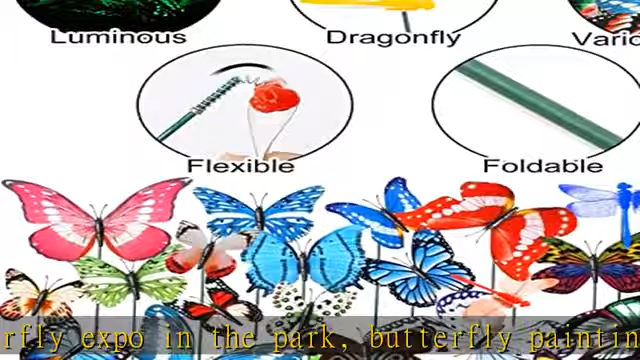 Luminous
Dragonfly
Flexible
Foldable
expo in the park, butterfly